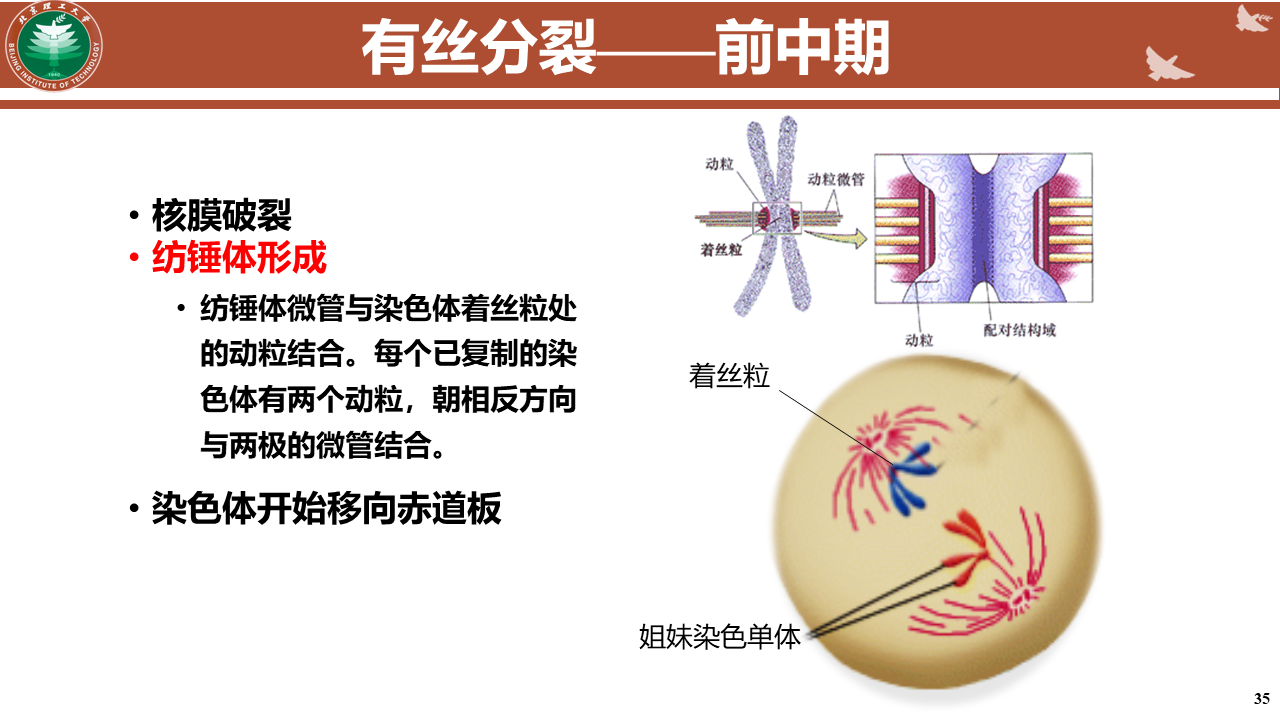 北京理工大学
BEIJING INSTITUTE OF TECHNOLOGY
1940
有丝分裂——前中期
• 核膜破裂
• 纺锤体形成
• 纺锤体微管与染色体着丝粒处
的动粒结合。每个已复制的染
色体有两个动粒，朝相反方向
与两极的微管结合。
• 染色体开始移向赤道板
动粒
动粒微管
着丝粒
动粒
配对结构域
着丝粒
姐妹染色单体
35